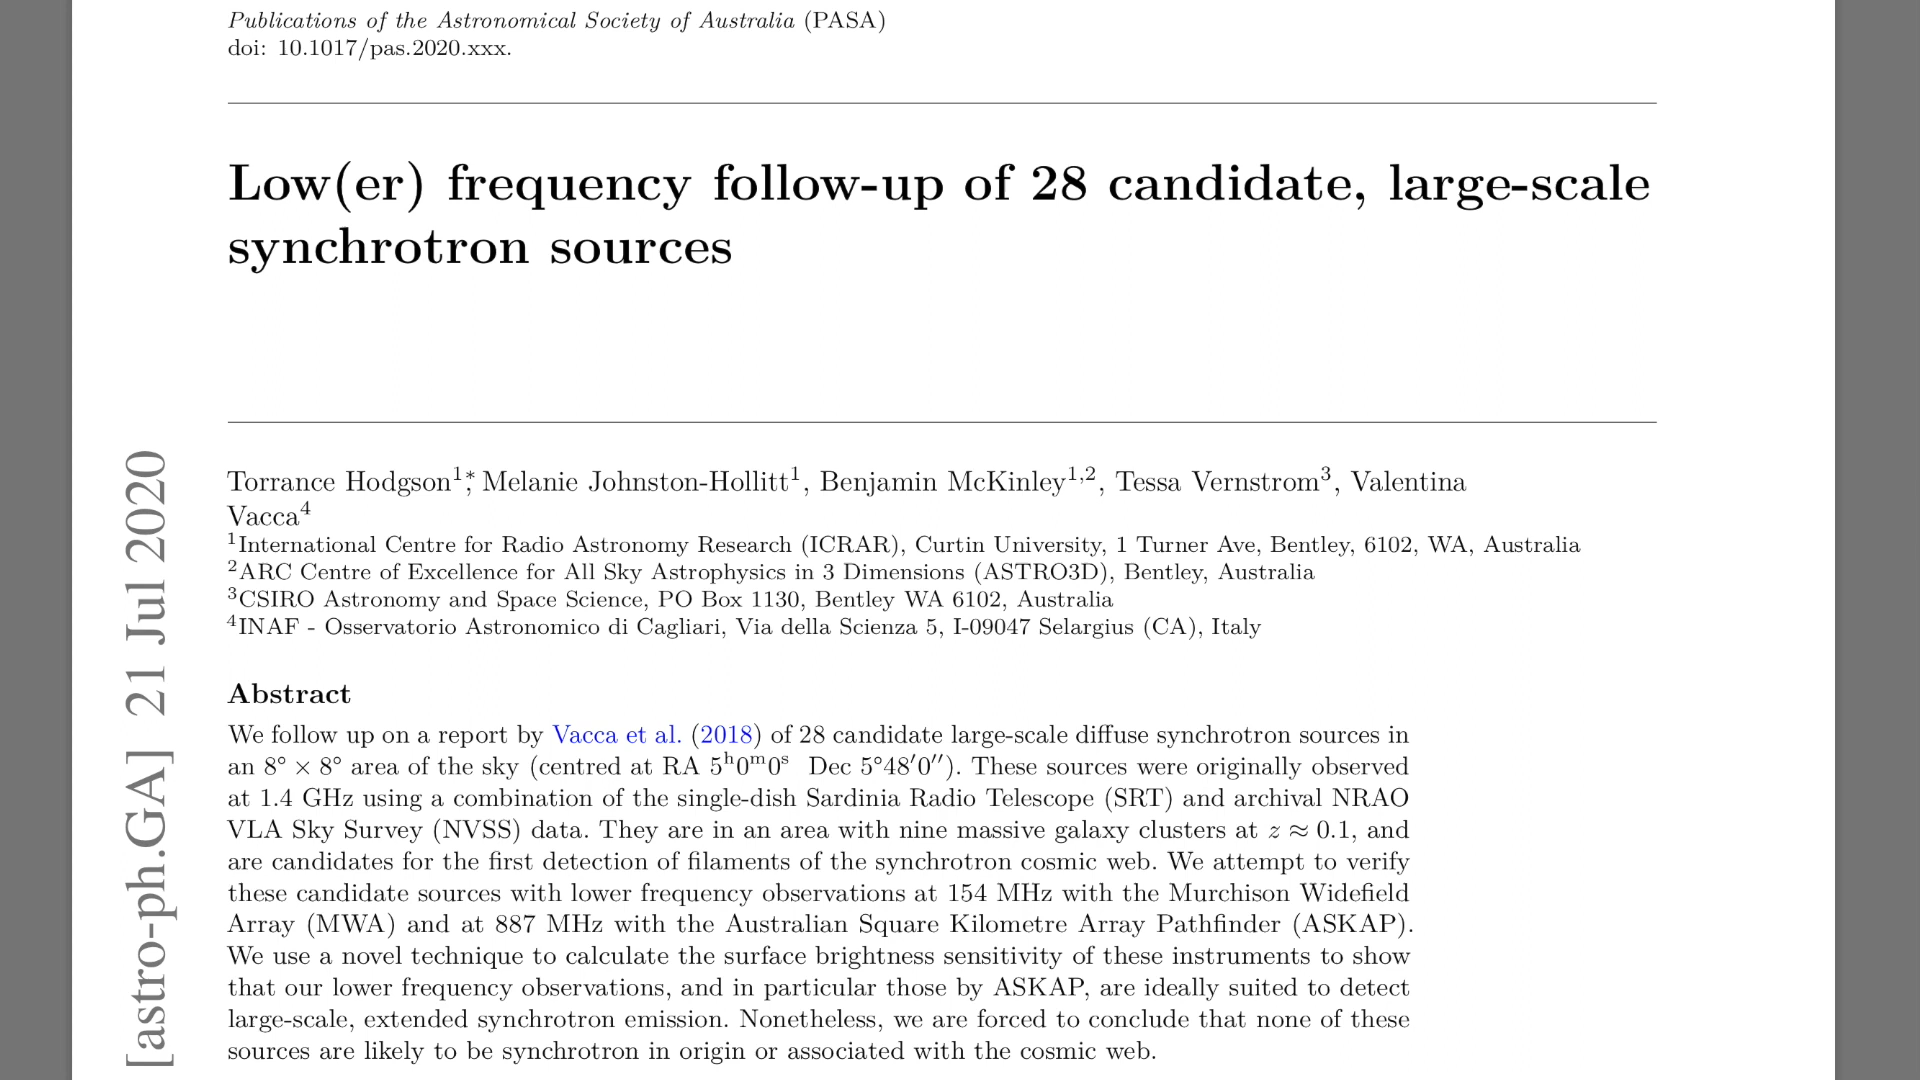 Publications of the Astronomical Society of Australia (PASA)
doi: 10.1017/pas.2020.xxx.
Low(er) frequency follow-up of 28 candidate, large-scale
synchrotron sources
Torrance Hodgson¹*, Melanie Johnston-Hollitt¹, Benjamin McKinley¹,², Tessa Vernstrom³, Valentina
Vacca⁴
¹International Centre for Radio Astronomy Research (ICRAR), Curtin University, 1 Turner Ave, Bentley, 6102, WA, Australia
²ARC Centre of Excellence for All Sky Astrophysics in 3 Dimensions (ASTRO3D), Bentley, Australia
³CSIRO Astronomy and Space Science, PO Box 1130, Bentley WA 6102, Australia
⁴INAF - Osservatorio Astronomico di Cagliari, Via della Scienza 5, I-09047 Selargius (CA), Italy
Abstract
We follow up on a report by Vacca et al. (2018) of 28 candidate large-scale diffuse synchrotron sources in
an 8° × 8° area of the sky (centred at RA 5ʰ0ᵐ0ˢ Dec 5°48′0′′). These sources were originally observed
at 1.4 GHz using a combination of the single-dish Sardinia Radio Telescope (SRT) and archival NRAO
VLA Sky Survey (NVSS) data. They are in an area with nine massive galaxy clusters at z ≈ 0.1, and
are candidates for the first detection of filaments of the synchrotron cosmic web. We attempt to verify
these candidate sources with lower frequency observations at 154 MHz with the Murchison Widefield
Array (MWA) and at 887 MHz with the Australian Square Kilometre Array Pathfinder (ASKAP).
We use a novel technique to calculate the surface brightness sensitivity of these instruments to show
that our lower frequency observations, and in particular those by ASKAP, are ideally suited to detect
large-scale, extended synchrotron emission. Nonetheless, we are forced to conclude that none of these
sources are likely to be synchrotron in origin or associated with the cosmic web.
[astro-ph.GA] 21 Jul 2020